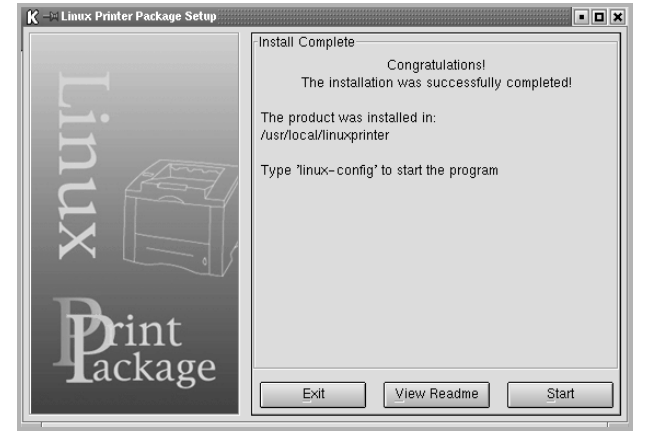 Linux Printer Package Setup
Install Complete
Congratulations!
The installation was successfully completed!
The product was installed in:
/usr/local/linuxprinter
Type 'linux-config' to start the program
Linux
Print
Package
Exit
View Readme
Start